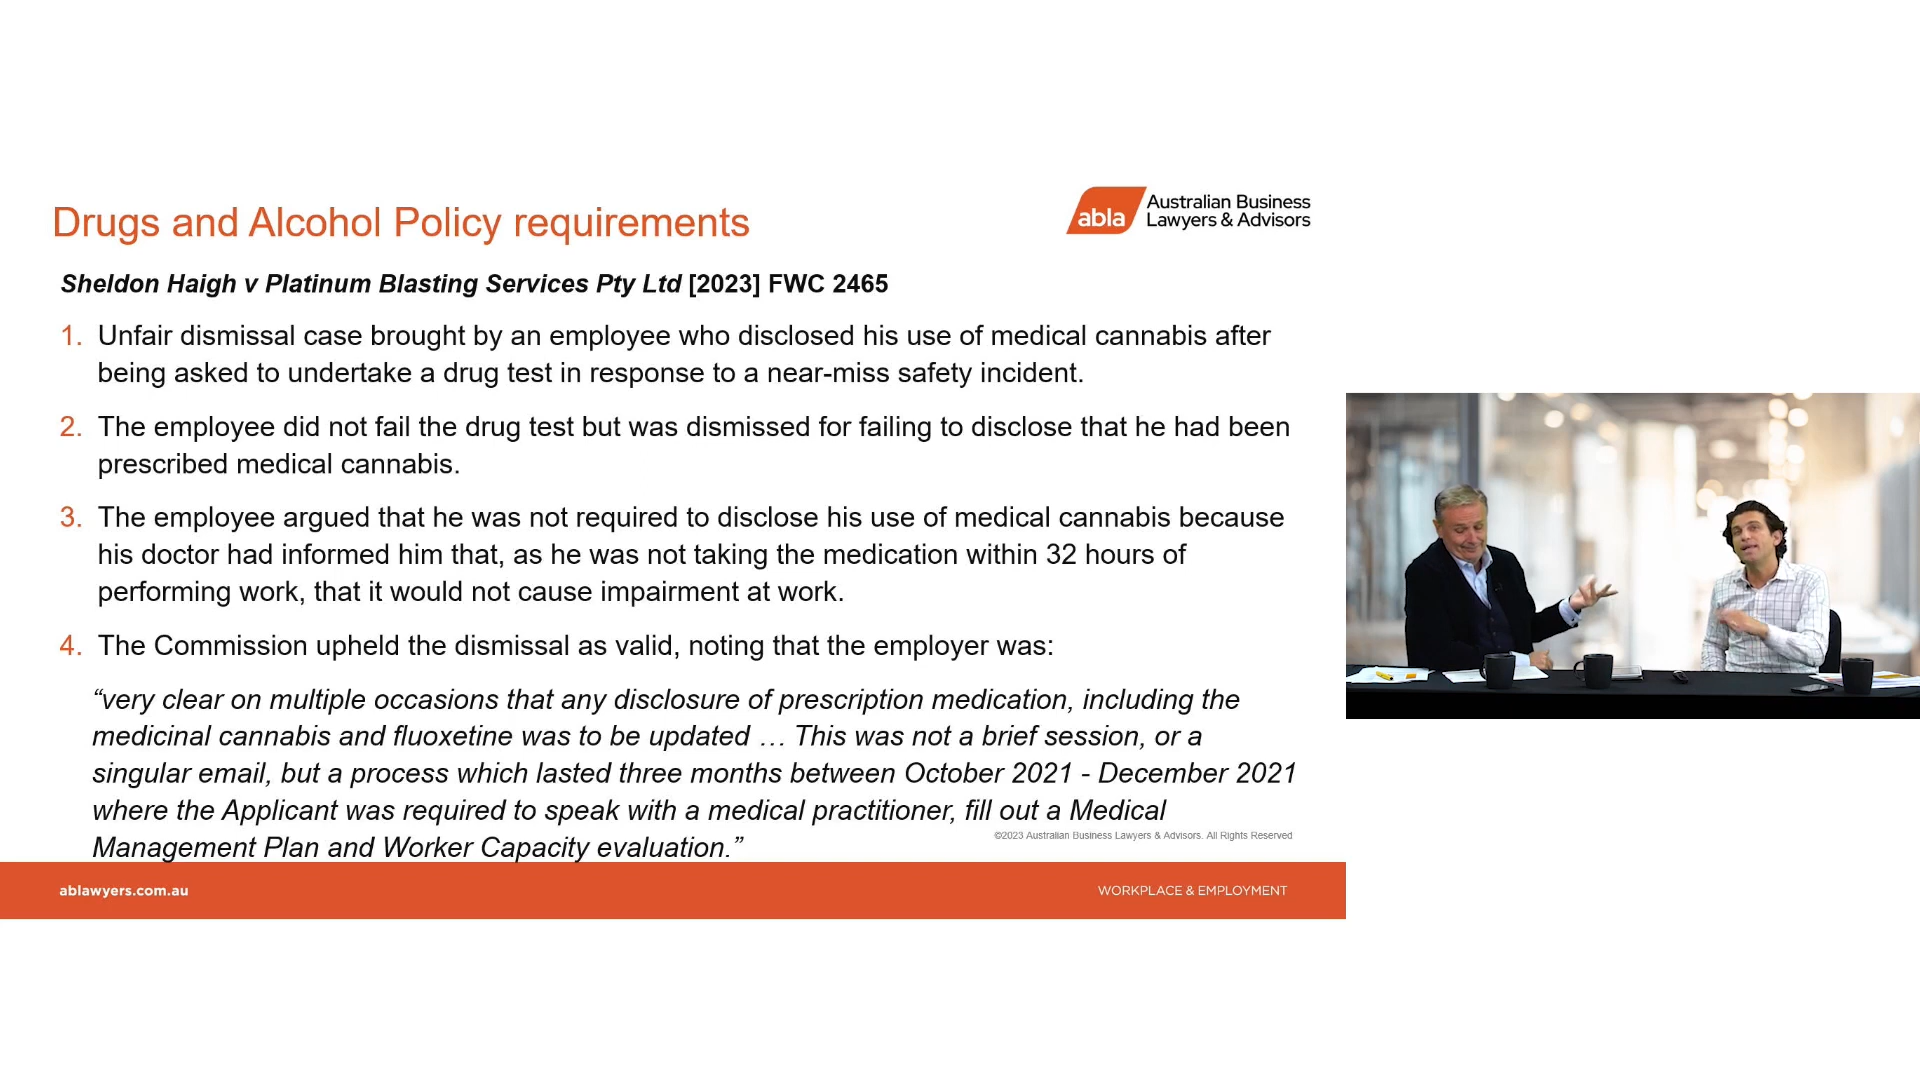 Drugs and Alcohol Policy requirements
abla
Australian Business
Lawyers & Advisors
Sheldon Haigh v Platinum Blasting Services Pty Ltd [2023] FWC 2465
1. Unfair dismissal case brought by an employee who disclosed his use of medical cannabis after
being asked to undertake a drug test in response to a near-miss safety incident.
2. The employee did not fail the drug test but was dismissed for failing to disclose that he had been
prescribed medical cannabis.
3. The employee argued that he was not required to disclose his use of medical cannabis because
his doctor had informed him that, as he was not taking the medication within 32 hours of
performing work, that it would not cause impairment at work.
4. The Commission upheld the dismissal as valid, noting that the employer was:
“very clear on multiple occasions that any disclosure of prescription medication, including the
medicinal cannabis and fluoxetine was to be updated … This was not a brief session, or a
singular email, but a process which lasted three months between October 2021 - December 2021
where the Applicant was required to speak with a medical practitioner, fill out a Medical
Management Plan and Worker Capacity evaluation.”
©2023 Australian Business Lawyers & Advisors. All Rights Reserved
ablawyers.com.au
WORKPLACE & EMPLOYMENT